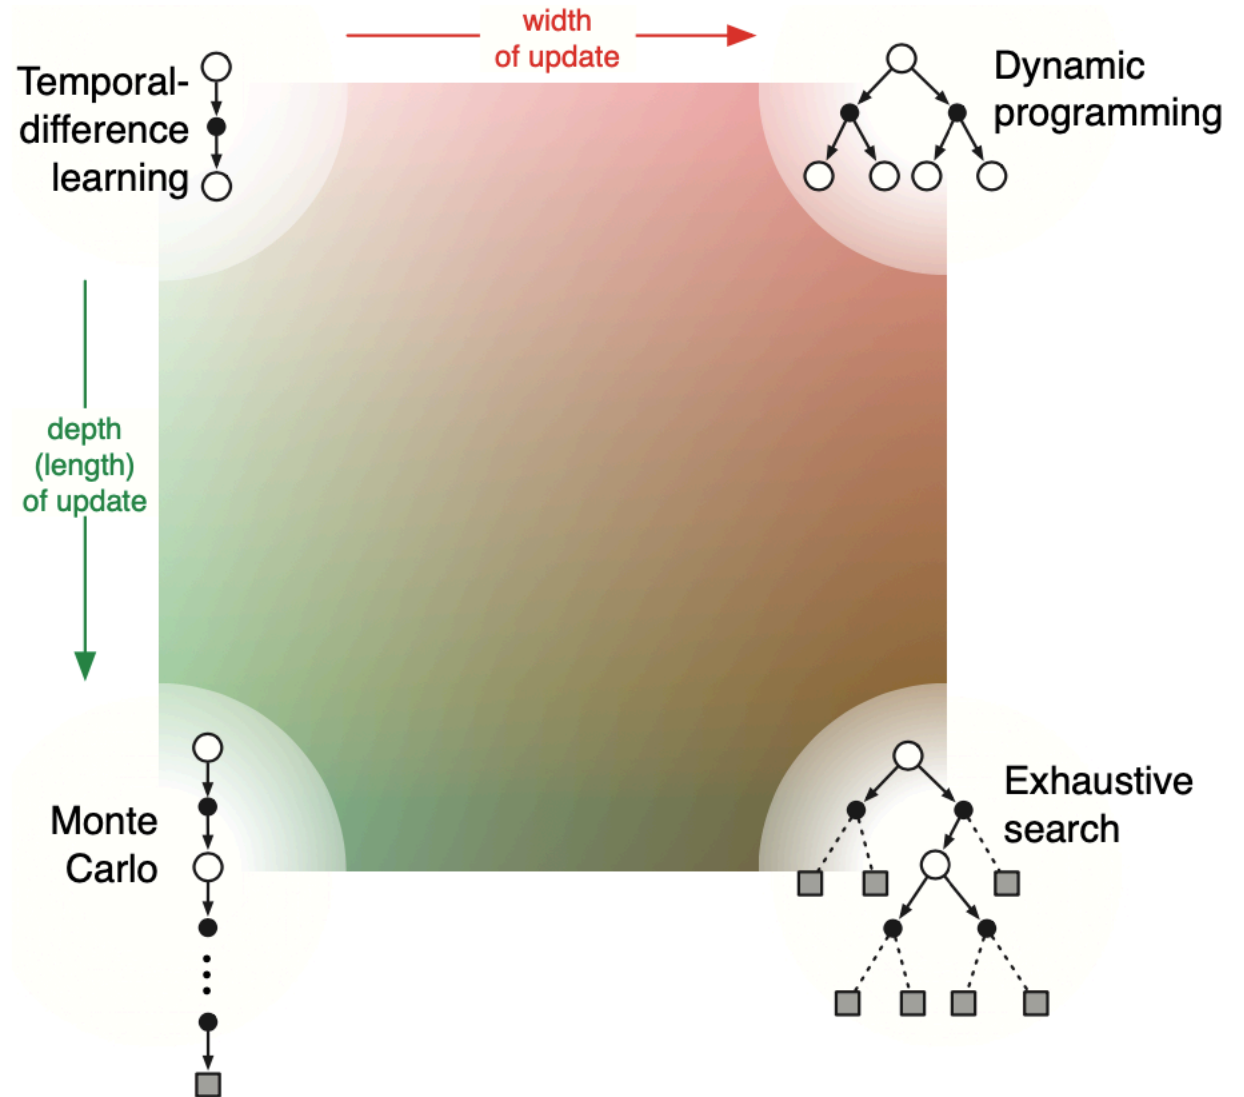 width
of update
Temporal-
difference
learning
Dynamic
programming
depth
(length)
of update
Monte
Carlo
Exhaustive
search